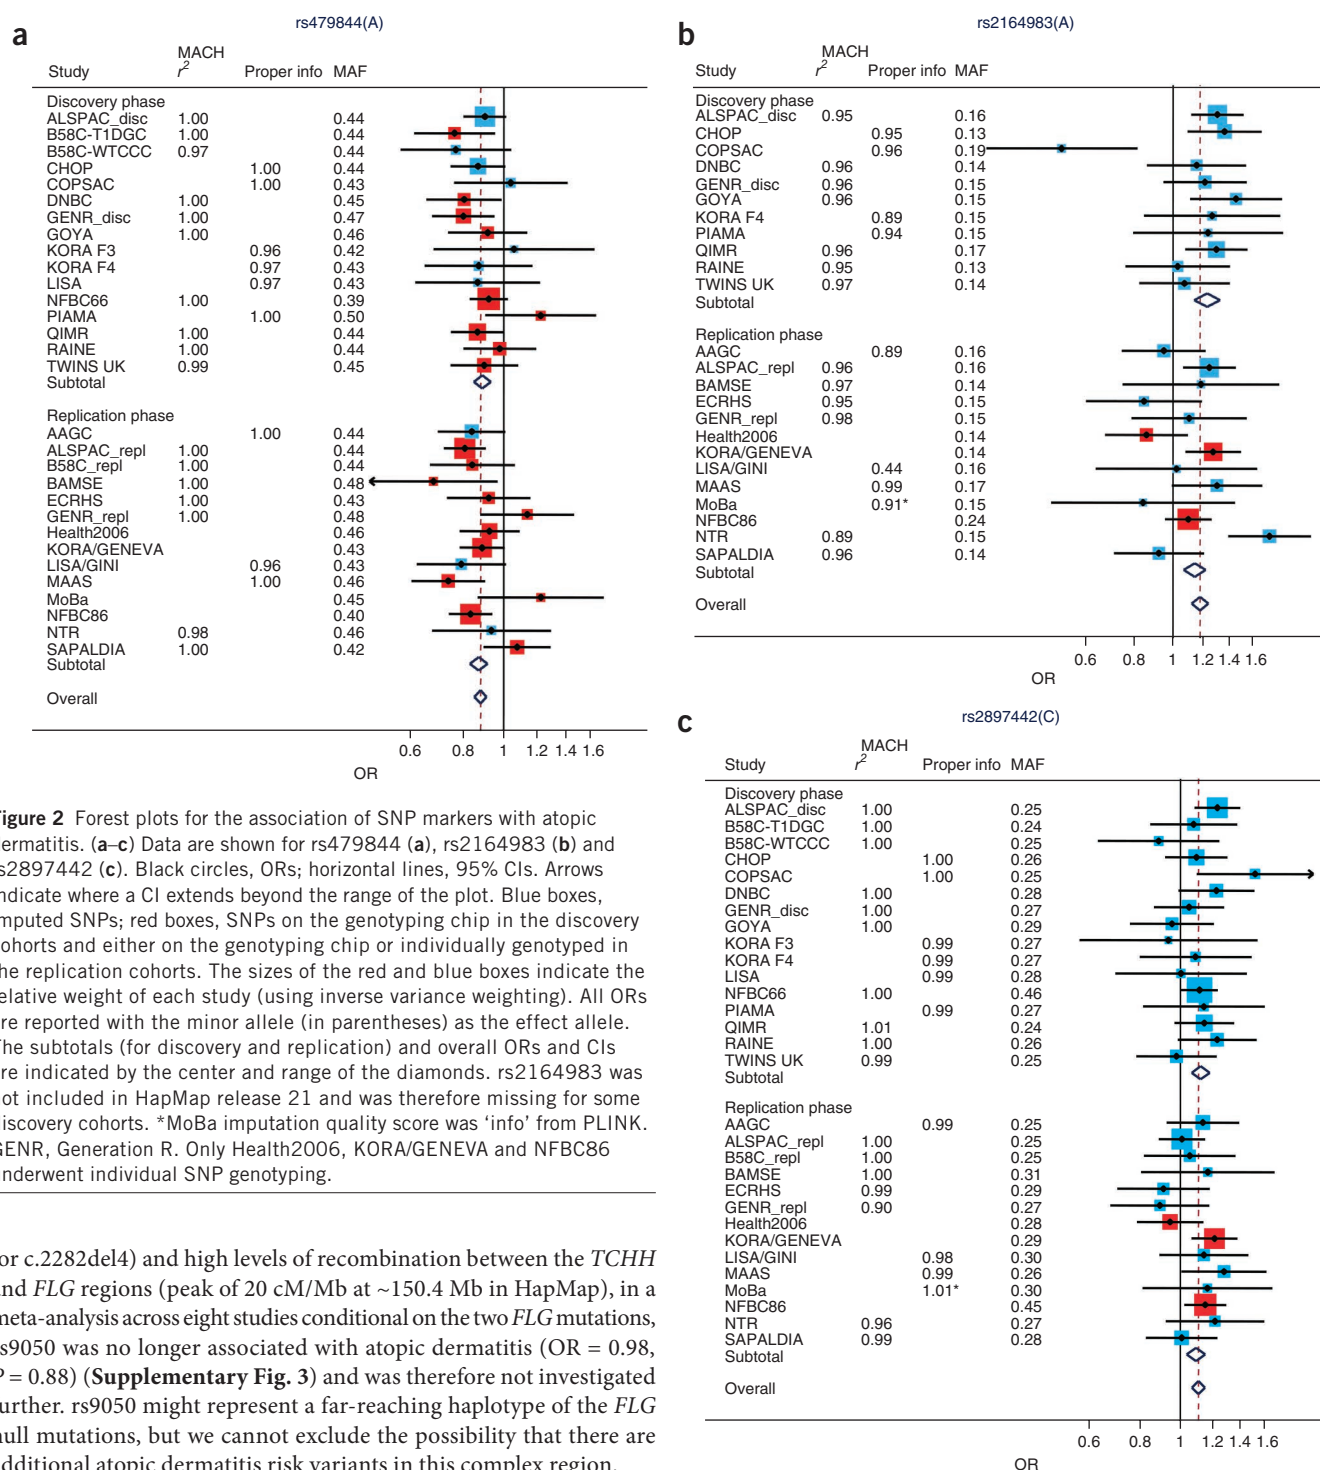 a
rs479844(A)
Study MACH r2 Proper info MAF
Discovery phase
ALSPAC_disc 1.00 0.44
B58C-T1DGC 1.00 0.44
B58C-WTCCC 0.97 0.44
CHOP 1.00 0.44
COPSAC 1.00 0.43
DNBC 1.00 0.45
GENR_disc 1.00 0.47
GOYA 1.00 0.46
KORA F3 0.96 0.42
KORA F4 0.97 0.43
LISA 0.97 0.43
NFBC66 1.00 0.39
PIAMA 1.00 0.50
QIMR 1.00 0.44
RAINE 1.00 0.44
TWINS UK 0.99 0.45
Subtotal
Replication phase
AAGC 1.00 0.44
ALSPAC_repl 1.00 0.44
B58C_repl 1.00 0.44
BAMSE 1.00 0.48
ECRHS 1.00 0.43
GENR_repl 1.00 0.48
Health2006 0.46
KORA/GENEVA 0.43
LISA/GINI 0.96 0.43
MAAS 1.00 0.46
MoBa 0.45
NFBC86 0.40
NTR 0.98 0.46
SAPALDIA 1.00 0.42
Subtotal
Overall
0.6 0.8 1 1.2 1.4 1.6
OR
b
rs2164983(A)
Study MACH r2 Proper info MAF
Discovery phase
ALSPAC_disc 0.95 0.16
CHOP 0.95 0.13
COPSAC 0.96 0.19
DNBC 0.96 0.14
GENR_disc 0.96 0.15
GOYA 0.96 0.15
KORA F4 0.89 0.15
PIAMA 0.94 0.15
QIMR 0.96 0.17
RAINE 0.95 0.13
TWINS UK 0.97 0.14
Subtotal
Replication phase
AAGC 0.89 0.16
ALSPAC_repl 0.96 0.16
BAMSE 0.97 0.14
ECRHS 0.95 0.15
GENR_repl 0.98 0.15
Health2006 0.14
KORA/GENEVA 0.14
LISA/GINI 0.44 0.16
MAAS 0.99 0.17
MoBa 0.91* 0.15
NFBC86 0.24
NTR 0.89 0.15
SAPALDIA 0.96 0.14
Subtotal
Overall
0.6 0.8 1 1.2 1.4 1.6
OR
c
rs2897442(C)
Study MACH r2 Proper info MAF
Discovery phase
ALSPAC_disc 1.00 0.25
B58C-T1DGC 1.00 0.24
B58C-WTCCC 1.00 0.25
CHOP 1.00 0.26
COPSAC 1.00 0.25
DNBC 1.00 0.28
GENR_disc 1.00 0.27
GOYA 1.00 0.29
KORA F3 0.99 0.27
KORA F4 0.99 0.27
LISA 0.99 0.28
NFBC66 1.00 0.46
PIAMA 0.99 0.27
QIMR 1.01 0.24
RAINE 1.00 0.26
TWINS UK 0.99 0.25
Subtotal
Replication phase
AAGC 0.99 0.25
ALSPAC_repl 1.00 0.25
B58C_repl 1.00 0.25
BAMSE 1.00 0.31
ECRHS 0.99 0.29
GENR_repl 0.90 0.27
Health2006 0.28
KORA/GENEVA 0.29
LISA/GINI 0.98 0.30
MAAS 0.99 0.26
MoBa 1.01* 0.30
NFBC86 0.45
NTR 0.96 0.27
SAPALDIA 0.99 0.28
Subtotal
Overall
0.6 0.8 1 1.2 1.4 1.6
OR
Figure 2 Forest plots for the association of SNP markers with atopic
dermatitis. (a–c) Data are shown for rs479844 (a), rs2164983 (b) and
rs2897442 (c). Black circles, ORs; horizontal lines, 95% CIs. Arrows
indicate where a CI extends beyond the range of the plot. Blue boxes,
imputed SNPs; red boxes, SNPs on the genotyping chip in the discovery
cohorts and either on the genotyping chip or individually genotyped in
the replication cohorts. The sizes of the red and blue boxes indicate the
relative weight of each study (using inverse variance weighting). All ORs
are reported with the minor allele (in parentheses) as the effect allele.
The subtotals (for discovery and replication) and overall ORs and CIs
are indicated by the center and range of the diamonds. rs2164983 was
not included in HapMap release 21 and was therefore missing for some
discovery cohorts. *MoBa imputation quality score was ‘info’ from PLINK.
GENR, Generation R. Only Health2006, KORA/GENEVA and NFBC86
underwent individual SNP genotyping.
or c.2282del4) and high levels of recombination between the TCHH
and FLG regions (peak of 20 cM/Mb at ~150.4 Mb in HapMap), in a
meta-analysis across eight studies conditional on the two FLG mutations,
rs9050 was no longer associated with atopic dermatitis (OR = 0.98,
P = 0.88) (Supplementary Fig. 3) and was therefore not investigated
further. rs9050 might represent a far-reaching haplotype of the FLG
null mutations, but we cannot exclude the possibility that there are
additional atopic dermatitis risk variants in this complex region.